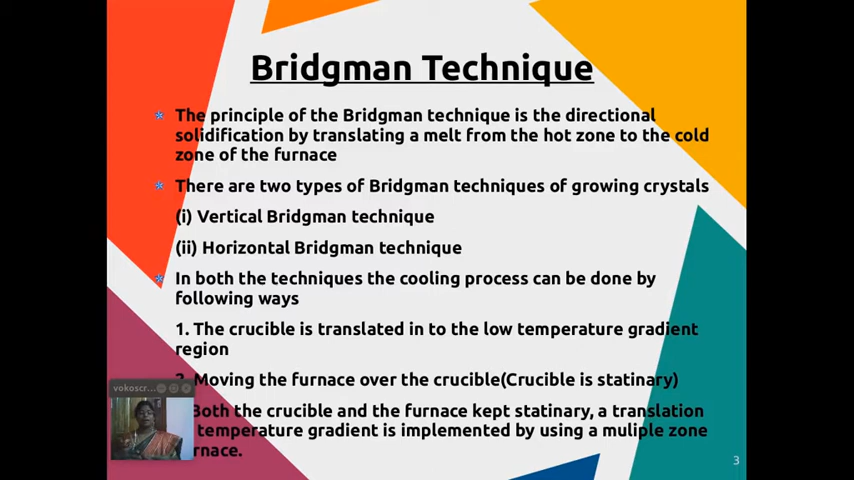 Bridgman Technique
The principle of the Bridgman technique is the directional
solidification by translating a melt from the hot zone to the cold
zone of the furnace
There are two types of Bridgman techniques of growing crystals
(i) Vertical Bridgman technique
(ii) Horizontal Bridgman technique
In both the techniques the cooling process can be done by
following ways
1. The crucible is translated in to the low temperature gradient
region
Moving the furnace over the crucible(Crucible is statinary)
Both the crucible and the furnace kept statinary, a translation
temperature gradient is implemented by using a muliple zone
rnace.
vokoscr...
3